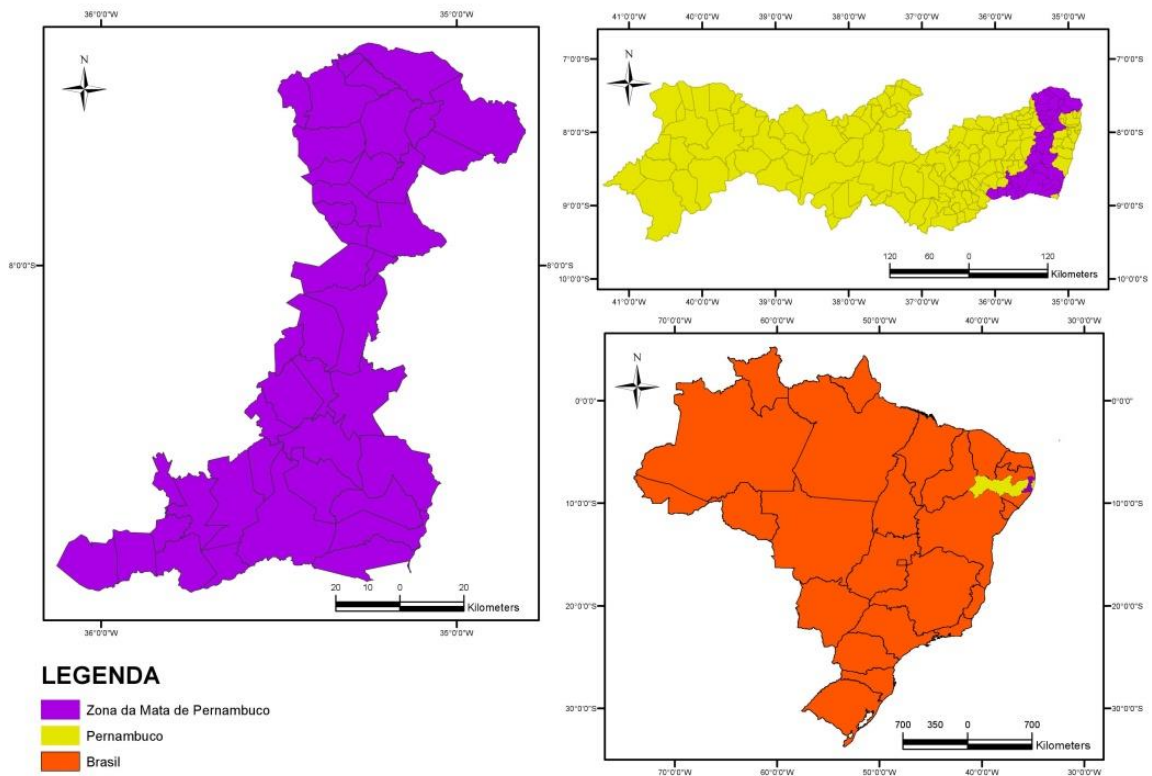 36°0'0"W 35°0'0"W
N
8°0'0"S 8°0'0"S
20 10 0 20
Kilometers
36°0'0"W 35°0'0"W
41°0'0"W 40°0'0"W 39°0'0"W 38°0'0"W 37°0'0"W 36°0'0"W 35°0'0"W
N
7°0'0"S 7°0'0"S
8°0'0"S 8°0'0"S
9°0'0"S 9°0'0"S
120 60 0 120
Kilometers
10°0'0"S 10°0'0"S
41°0'0"W 40°0'0"W 39°0'0"W 38°0'0"W 37°0'0"W 36°0'0"W 35°0'0"W
70°0'0"W 60°0'0"W 50°0'0"W 40°0'0"W 30°0'0"W
N
0°0'0" 0°0'0"
10°0'0"S 10°0'0"S
20°0'0"S 20°0'0"S
30°0'0"S 30°0'0"S
700 350 0 700
Kilometers
70°0'0"W 60°0'0"W 50°0'0"W 40°0'0"W 30°0'0"W
LEGENDA
Zona da Mata de Pernambuco
Pernambuco
Brasil